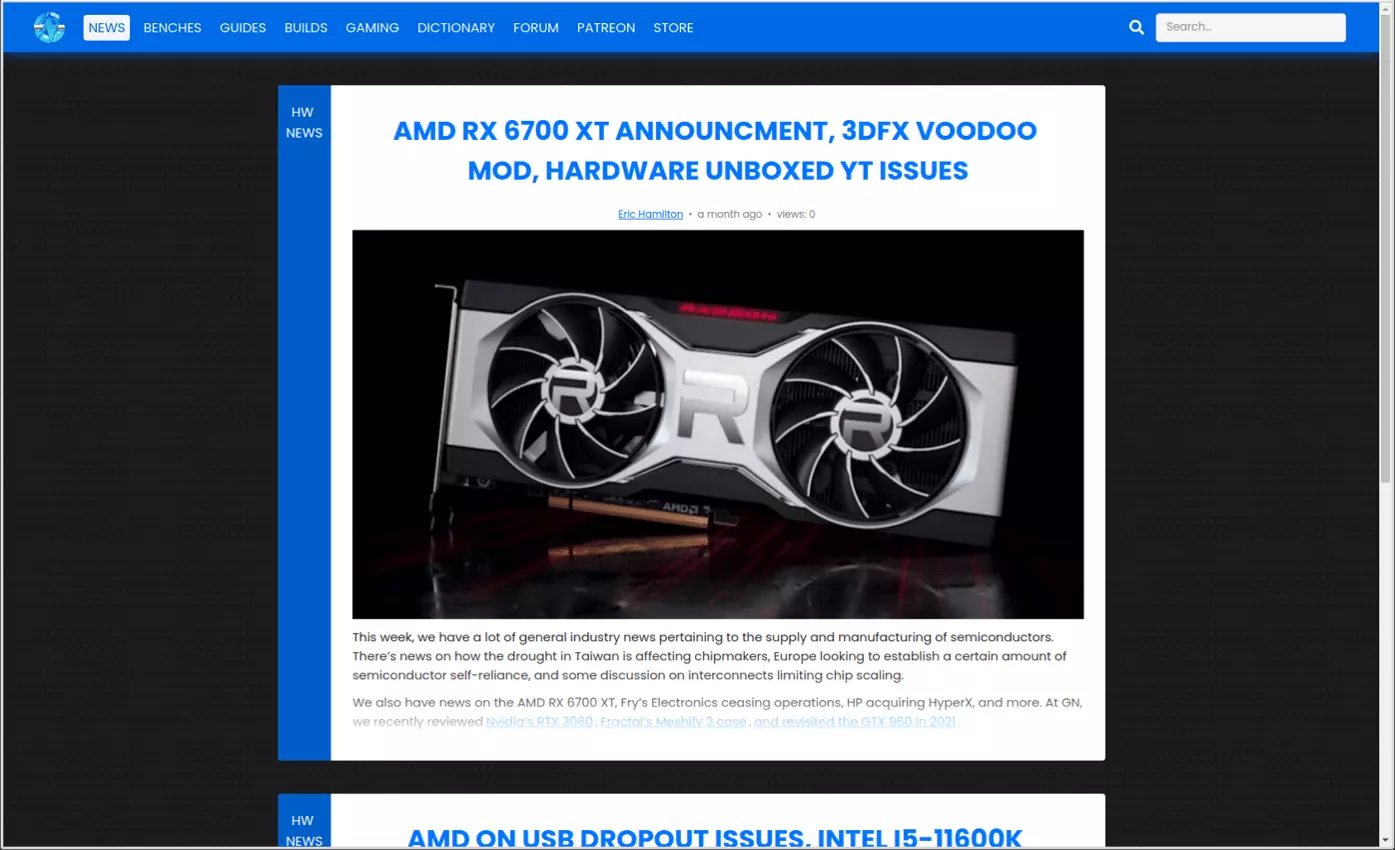 NEWS BENCHES GUIDES BUILDS GAMING DICTIONARY FORUM PATREON STORE Search...
HW
NEWS
AMD RX 6700 XT ANNOUNCMENT, 3DFX VOODOO
MOD, HARDWARE UNBOXED YT ISSUES
Eric Hamilton • a month ago • views: 0
RADEON
R
R
R
AMD
This week, we have a lot of general industry news pertaining to the supply and manufacturing of semiconductors.
There's news on how the drought in Taiwan is affecting chipmakers, Europe looking to establish a certain amount of
semiconductor self-reliance, and some discussion on interconnects limiting chip scaling.
We also have news on the AMD RX 6700 XT, Fry's Electronics ceasing operations, HP acquiring HyperX, and more. At GN,
we recently reviewed Nvidia's RTX 3060, Fractal's Meshify 2 case, and revisited the GTX 960 in 2021.
HW
NEWS
AMD ON USB DROPOUT ISSUES, INTEL I5-11600K